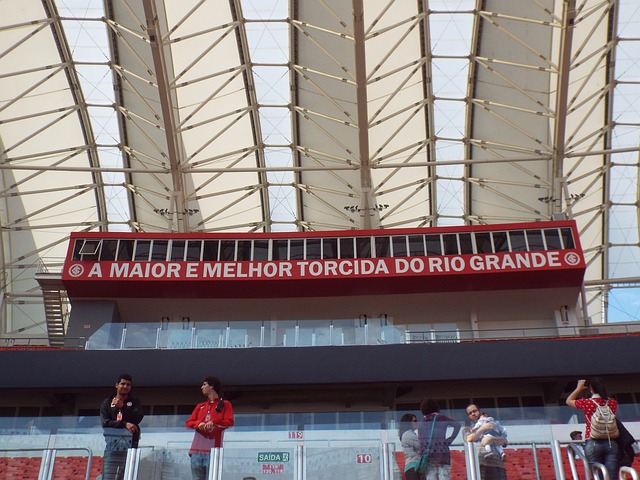 A MAIOR E MELHOR TORCIDA DO RIO GRANDE
119
SAÍDA
10